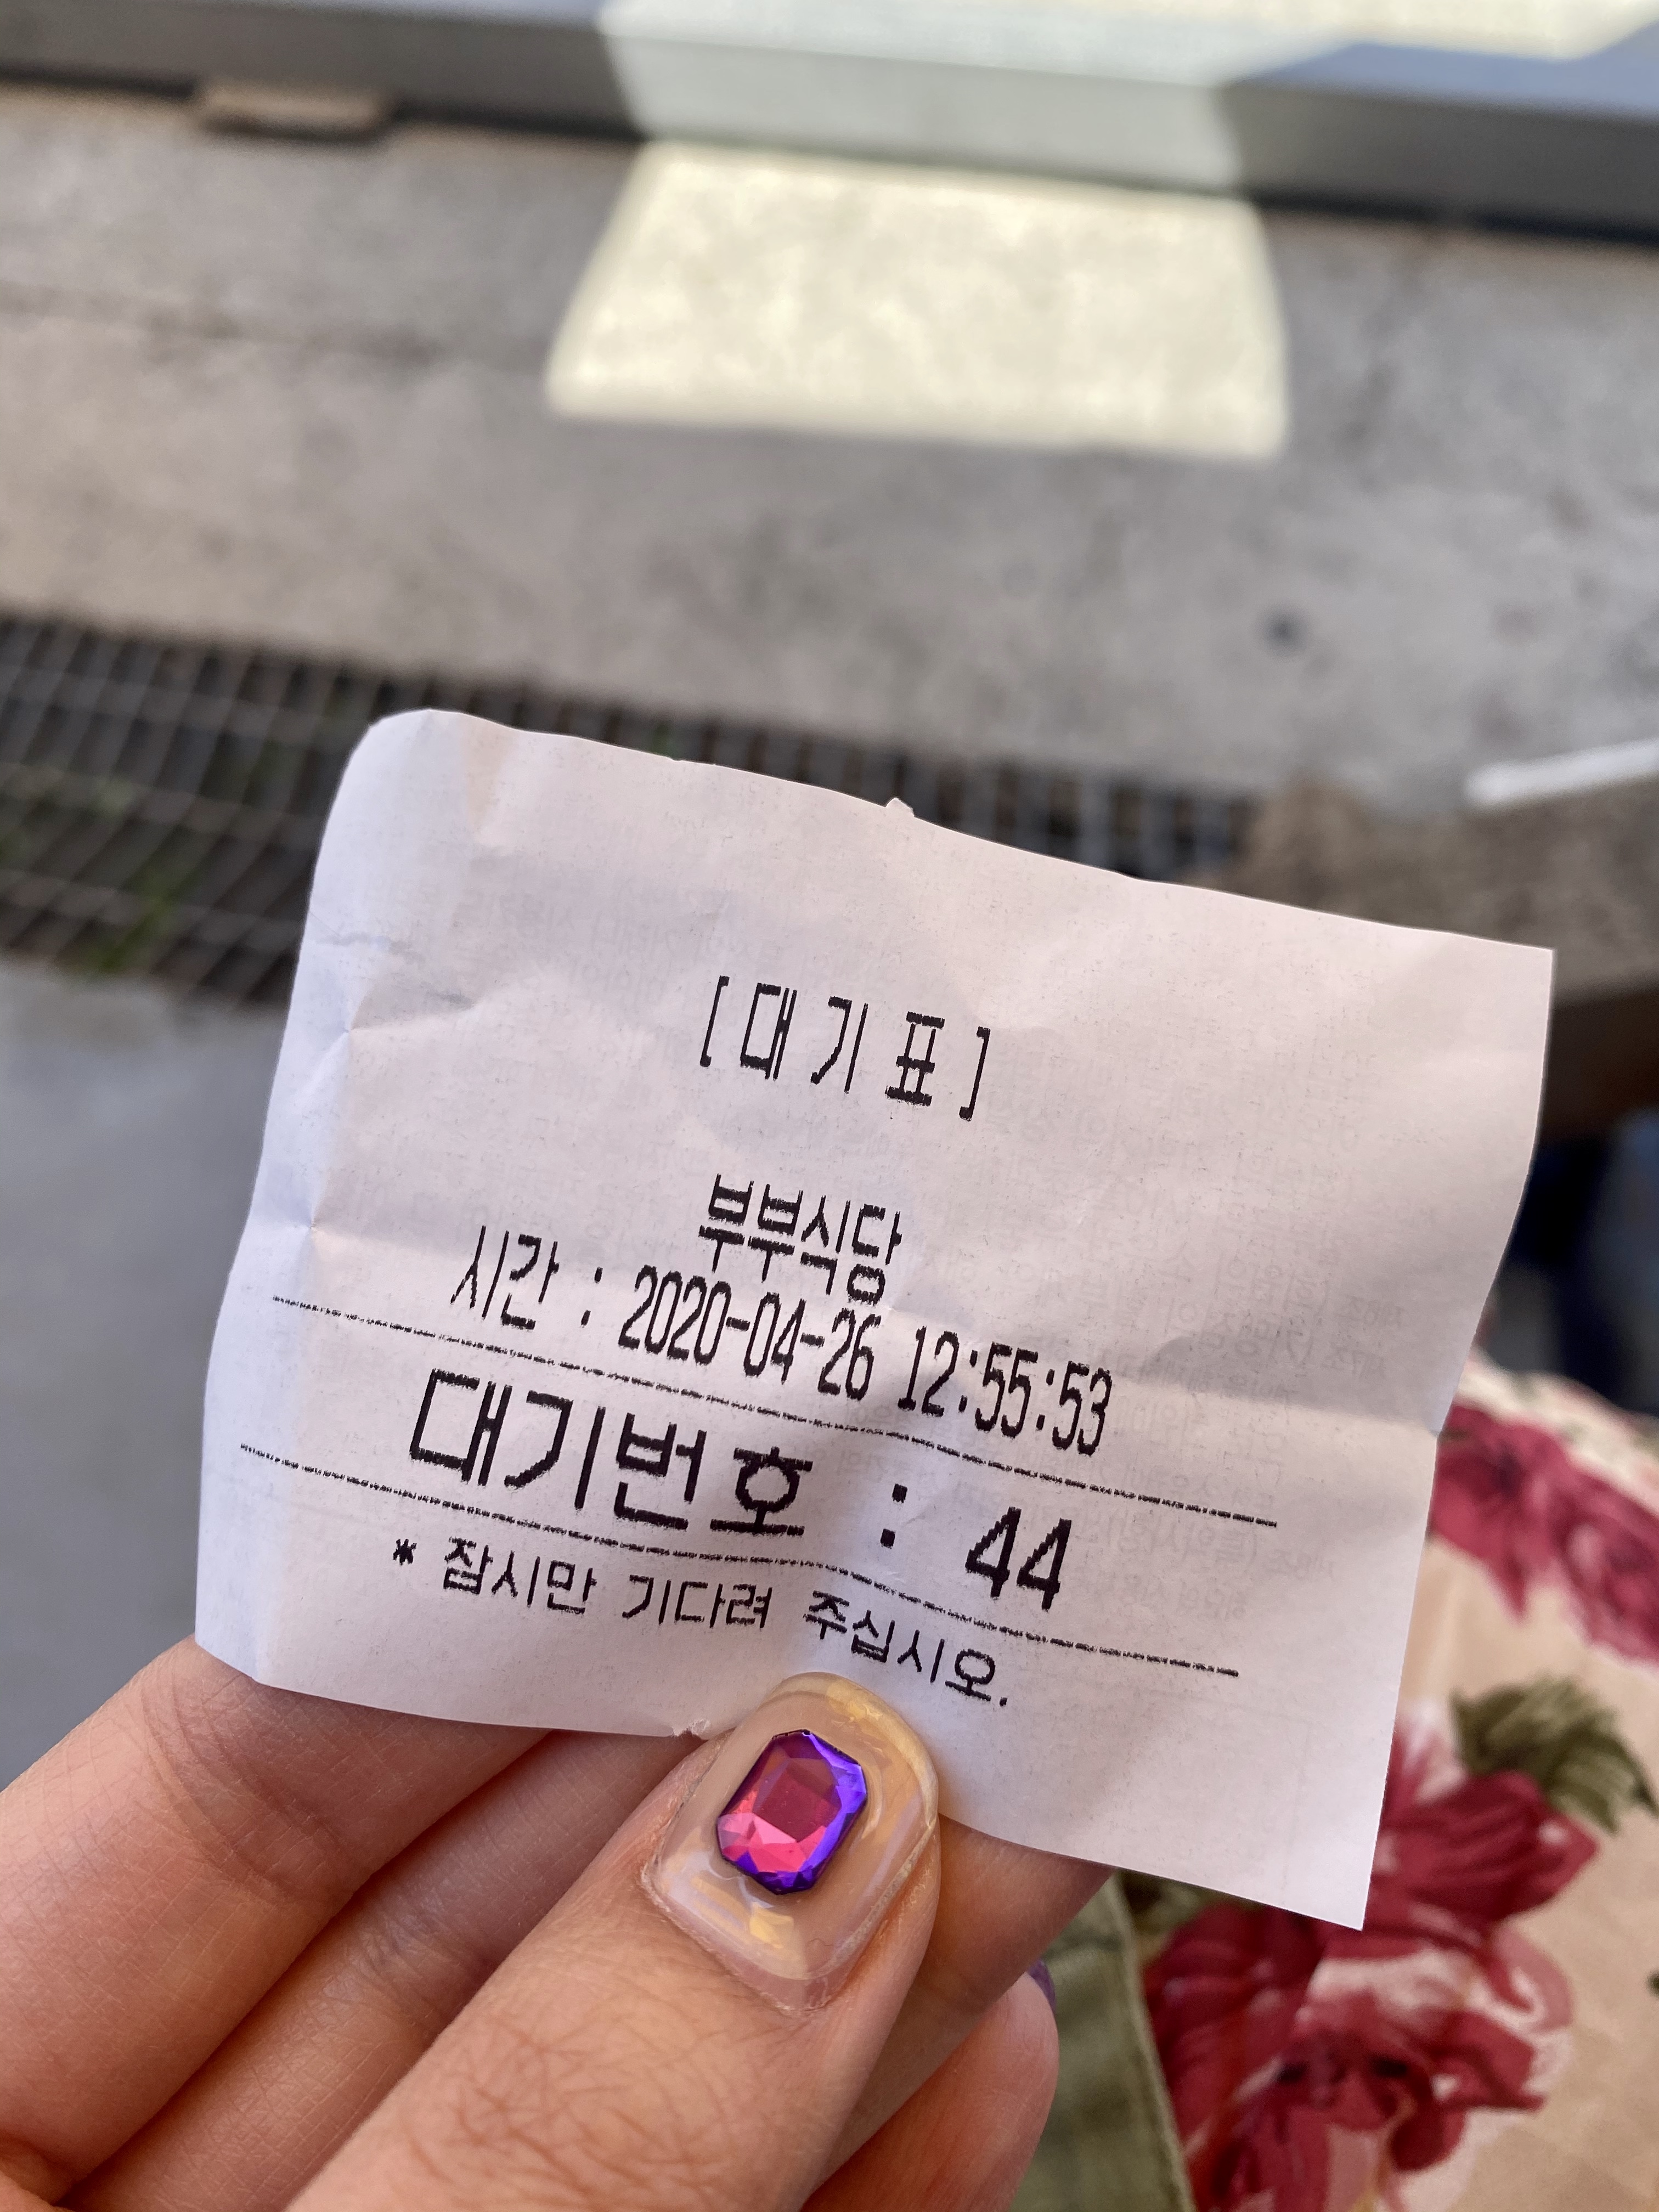 [대기표]
부부식당
시간 : 2020-04-26 12:55:53
대기번호 : 44
* 잠시만 기다려 주십시오.